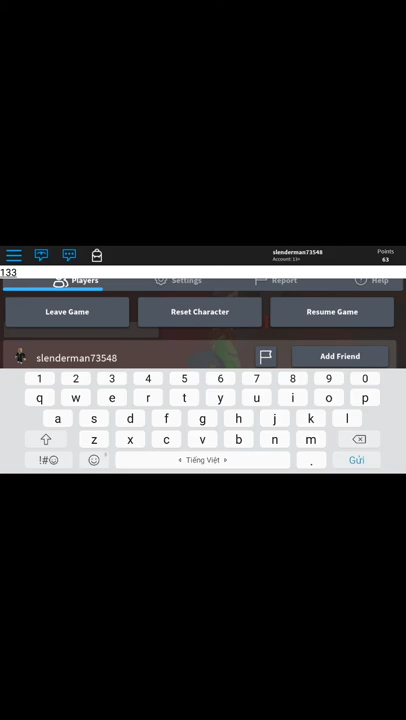 slenderman73548
Account: 13+
Points
63
133
Players
Settings
Report
Help
Leave Game
Reset Character
Resume Game
slenderman73548
Add Friend
1 2 3 4 5 6 7 8 9 0
q w e r t y u i o p
a s d f g h j k l
z x c v b n m
!#☺ Tiếng Việt . Gửi